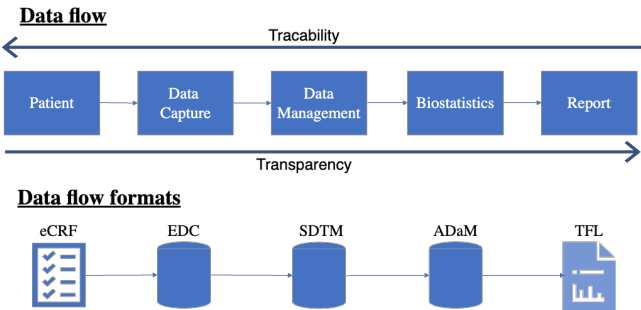 Data flow
Tracability
Patient
Data
Capture
Data
Management
Biostatistics
Report
Transparency
Data flow formats
eCRF
EDC
SDTM
ADaM
TFL